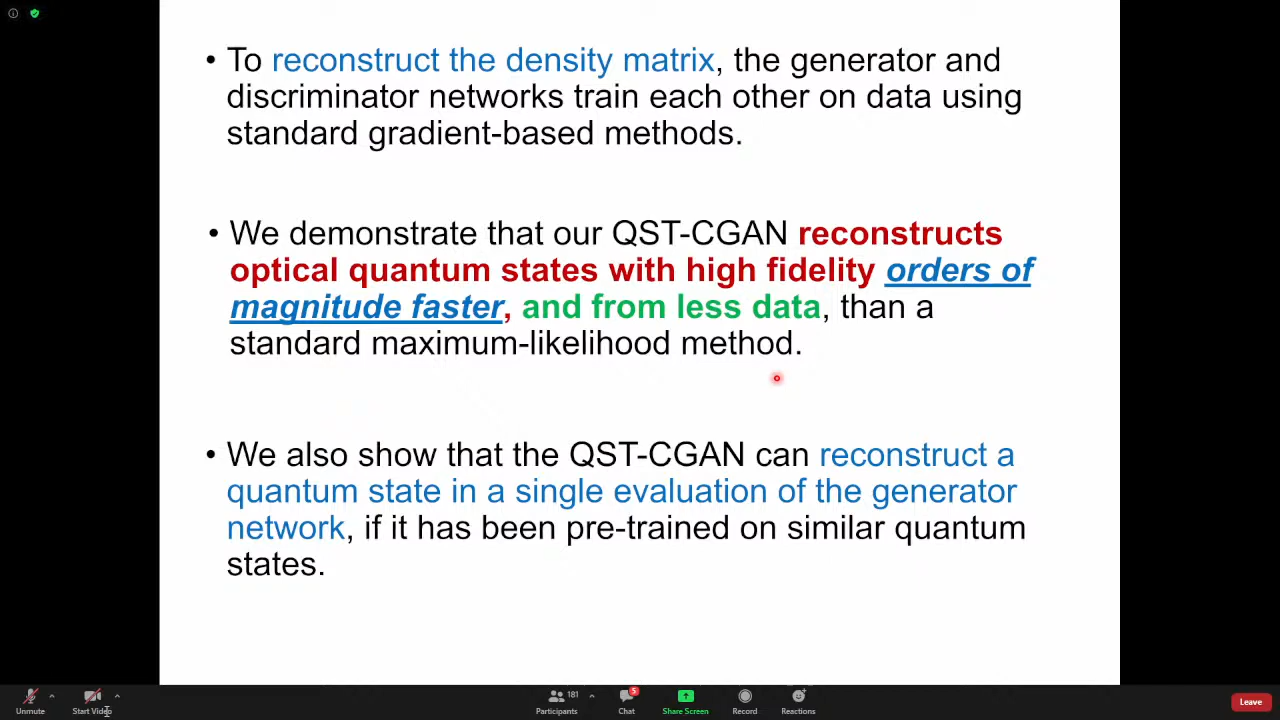 • To reconstruct the density matrix, the generator and
discriminator networks train each other on data using
standard gradient-based methods.
• We demonstrate that our QST-CGAN reconstructs
optical quantum states with high fidelity orders of
magnitude faster, and from less data, than a
standard maximum-likelihood method.
• We also show that the QST-CGAN can reconstruct a
quantum state in a single evaluation of the generator
network, if it has been pre-trained on similar quantum
states.
Unmute
Start Video
Participants 181
Chat 5
Share Screen
Record
Reactions
Leave